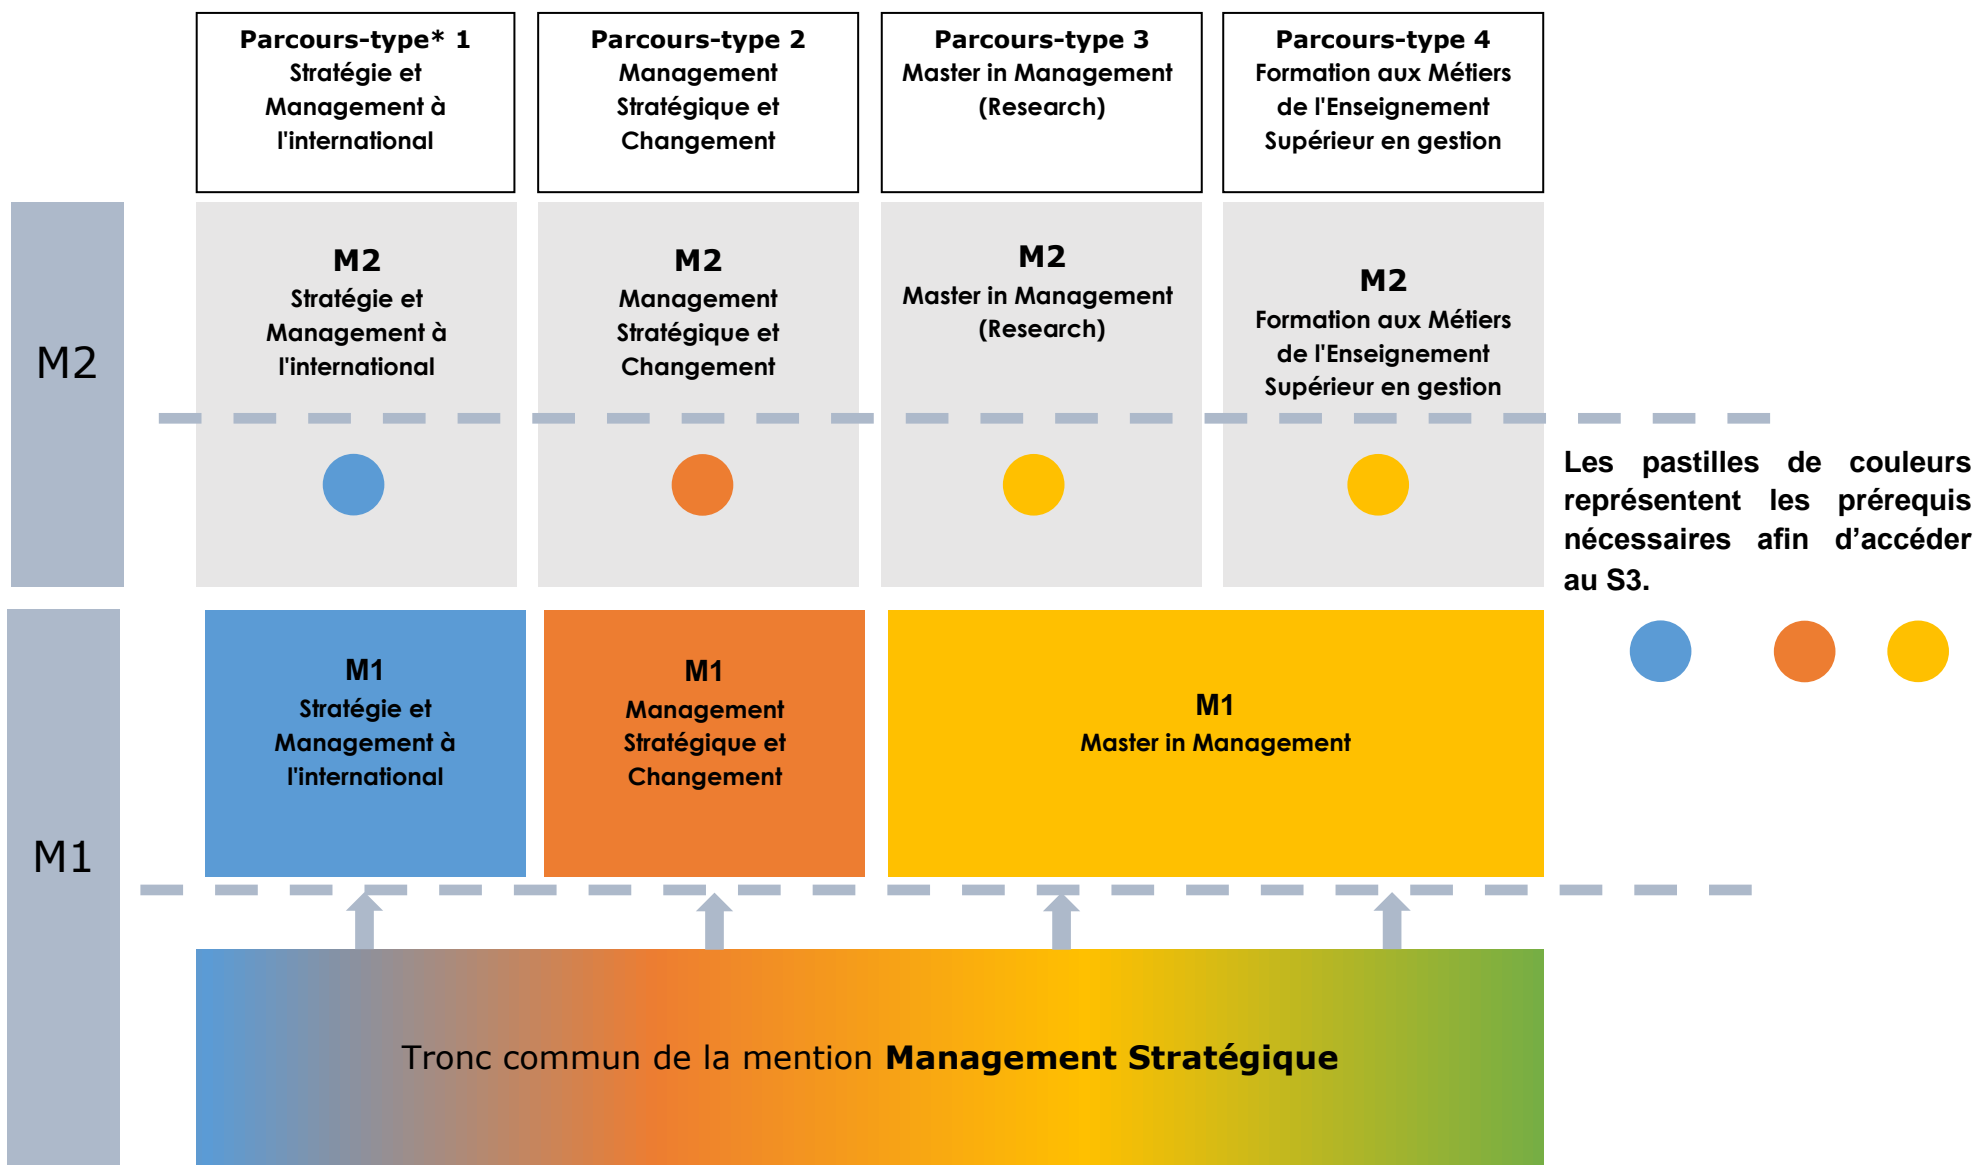 Parcours-type* 1
Stratégie et
Management à
l'international
Parcours-type 2
Management
Stratégique et
Changement
Parcours-type 3
Master in Management
(Research)
Parcours-type 4
Formation aux Métiers
de l'Enseignement
Supérieur en gestion
M2
M2
Stratégie et
Management à
l'international
M2
Management
Stratégique et
Changement
M2
Master in Management
(Research)
M2
Formation aux Métiers
de l'Enseignement
Supérieur en gestion
Les pastilles de couleurs
représentent les prérequis
nécessaires afin d’accéder
au S3.
M1
M1
Stratégie et
Management à
l'international
M1
Management
Stratégique et
Changement
M1
Master in Management
Tronc commun de la mention Management Stratégique